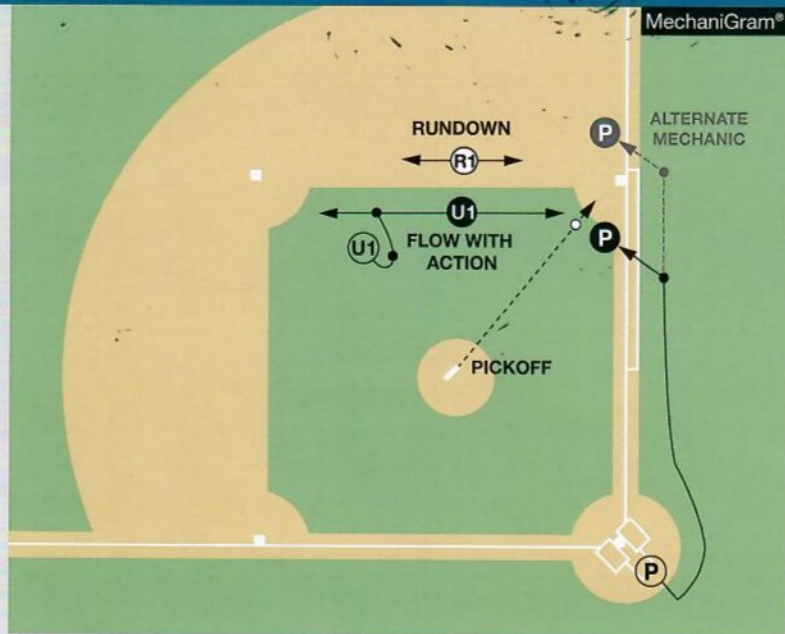 MechaniGram®
RUNDOWN
R1
P
ALTERNATE
MECHANIC
U1
U1
FLOW WITH
ACTION
P
PICKOFF
P